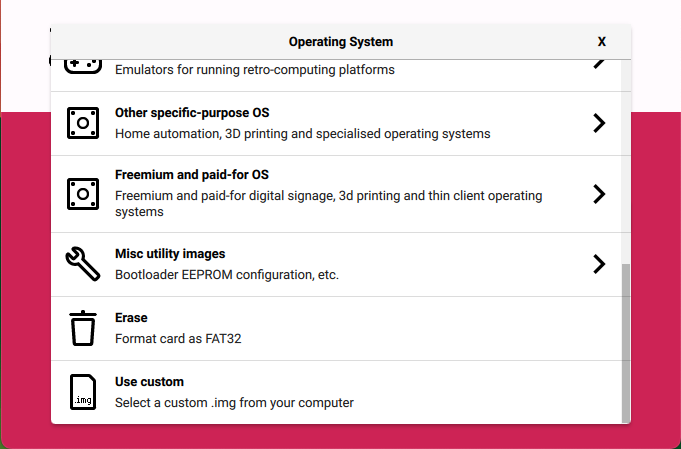 Operating System
X
Emulators for running retro-computing platforms
Other specific-purpose OS
Home automation, 3D printing and specialised operating systems
Freemium and paid-for OS
Freemium and paid-for digital signage, 3d printing and thin client operating
systems
Misc utility images
Bootloader EEPROM configuration, etc.
Erase
Format card as FAT32
.img
Use custom
Select a custom .img from your computer